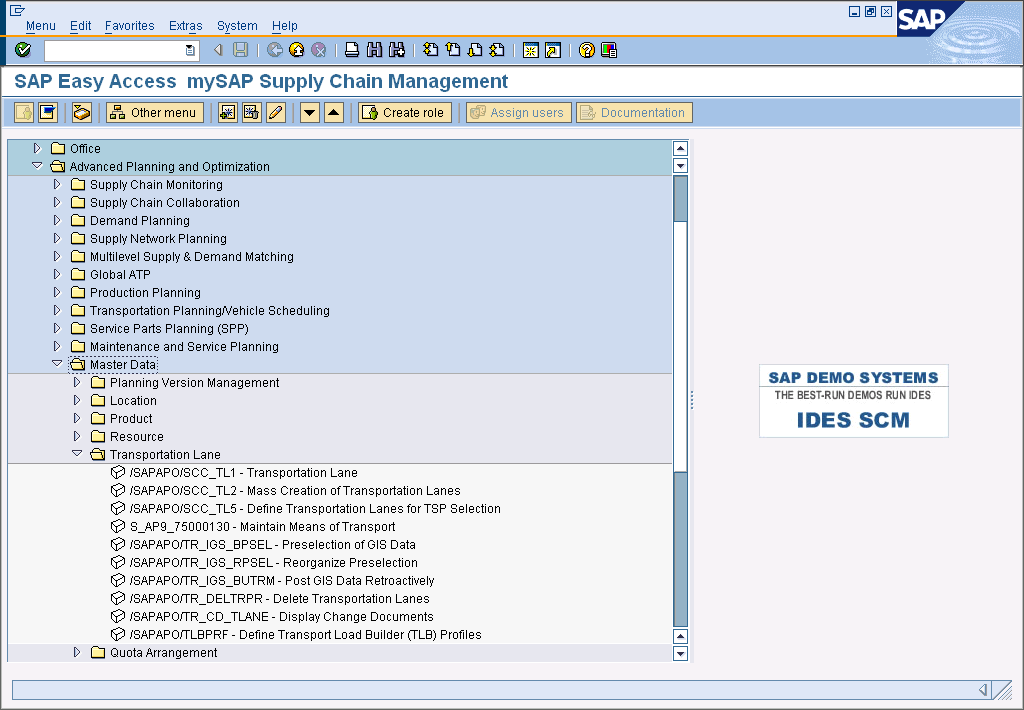 Menu Edit Favorites Extras System Help
SAP
SAP Easy Access mySAP Supply Chain Management
Other menu Create role Assign users Documentation
Office
Advanced Planning and Optimization
Supply Chain Monitoring
Supply Chain Collaboration
Demand Planning
Supply Network Planning
Multilevel Supply & Demand Matching
Global ATP
Production Planning
Transportation Planning/Vehicle Scheduling
Service Parts Planning (SPP)
Maintenance and Service Planning
Master Data
Planning Version Management
Location
Product
Resource
Transportation Lane
/SAPAPO/SCC_TL1 - Transportation Lane
/SAPAPO/SCC_TL2 - Mass Creation of Transportation Lanes
/SAPAPO/SCC_TL5 - Define Transportation Lanes for TSP Selection
S_AP9_75000130 - Maintain Means of Transport
/SAPAPO/TR_IGS_BPSEL - Preselection of GIS Data
/SAPAPO/TR_IGS_RPSEL - Reorganize Preselection
/SAPAPO/TR_IGS_BUTRM - Post GIS Data Retroactively
/SAPAPO/TR_DELTRPR - Delete Transportation Lanes
/SAPAPO/TR_CD_TLANE - Display Change Documents
/SAPAPO/TLBPRF - Define Transport Load Builder (TLB) Profiles
Quota Arrangement
SAP DEMO SYSTEMS
THE BEST-RUN DEMOS RUN IDES
IDES SCM